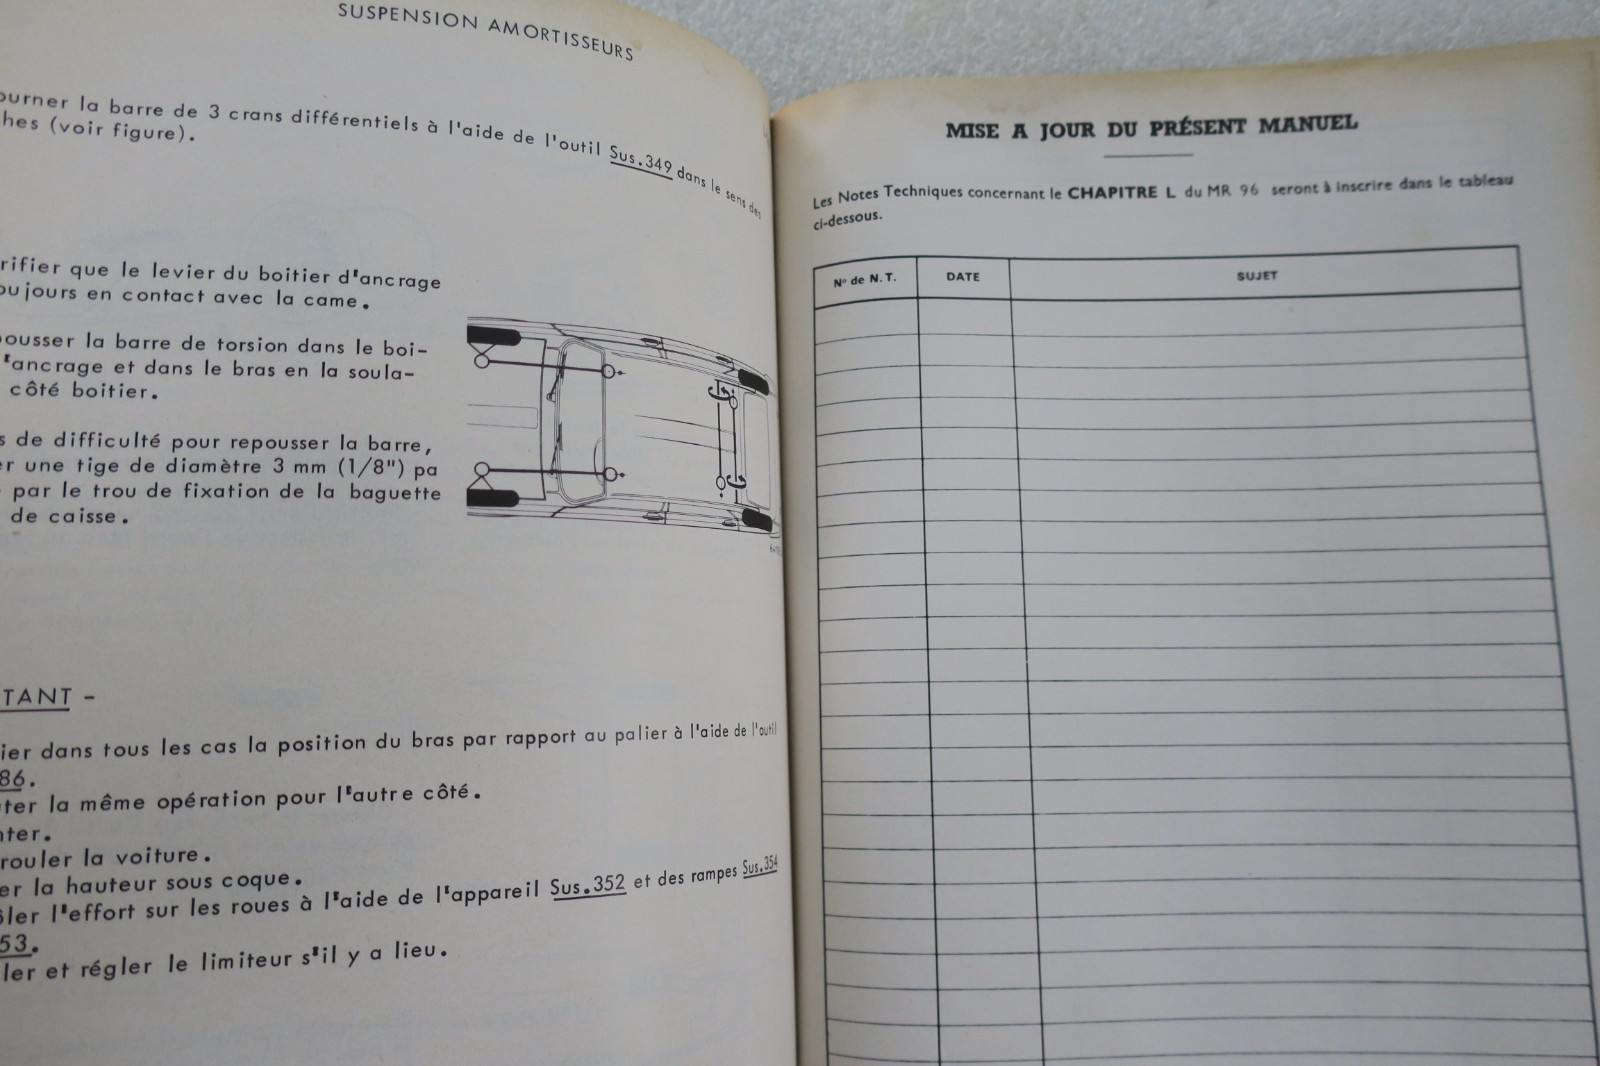 SUSPENSION AMORTISSEURS
ourner la barre de 3 crans différentiels à l'aide de l'outil Sus.349 dans le sens des
hes (voir figure).
rifier que le levier du boitier d'ancrage
oujours en contact avec la came.
ousser la barre de torsion dans le boi-
'ancrage et dans le bras en la soula-
côté boitier.
s de difficulté pour repousser la barre,
er une tige de diamètre 3 mm (1/8") pa
par le trou de fixation de la baguette
de caisse.
TANT -
ier dans tous les cas la position du bras par rapport au palier à l'aide de l'outil
86.
ter la même opération pour l'autre côté.
nter.
rouler la voiture.
er la hauteur sous coque.
ôler l'effort sur les roues à l'aide de l'appareil Sus.352 et des rampes Sus.354
53.
ler et régler le limiteur s'il y a lieu.
MISE A JOUR DU PRÉSENT MANUEL
Les Notes Techniques concernant le CHAPITRE L du MR 96 seront à inscrire dans le tableau
ci-dessous.
N° de N. T. DATE SUJET